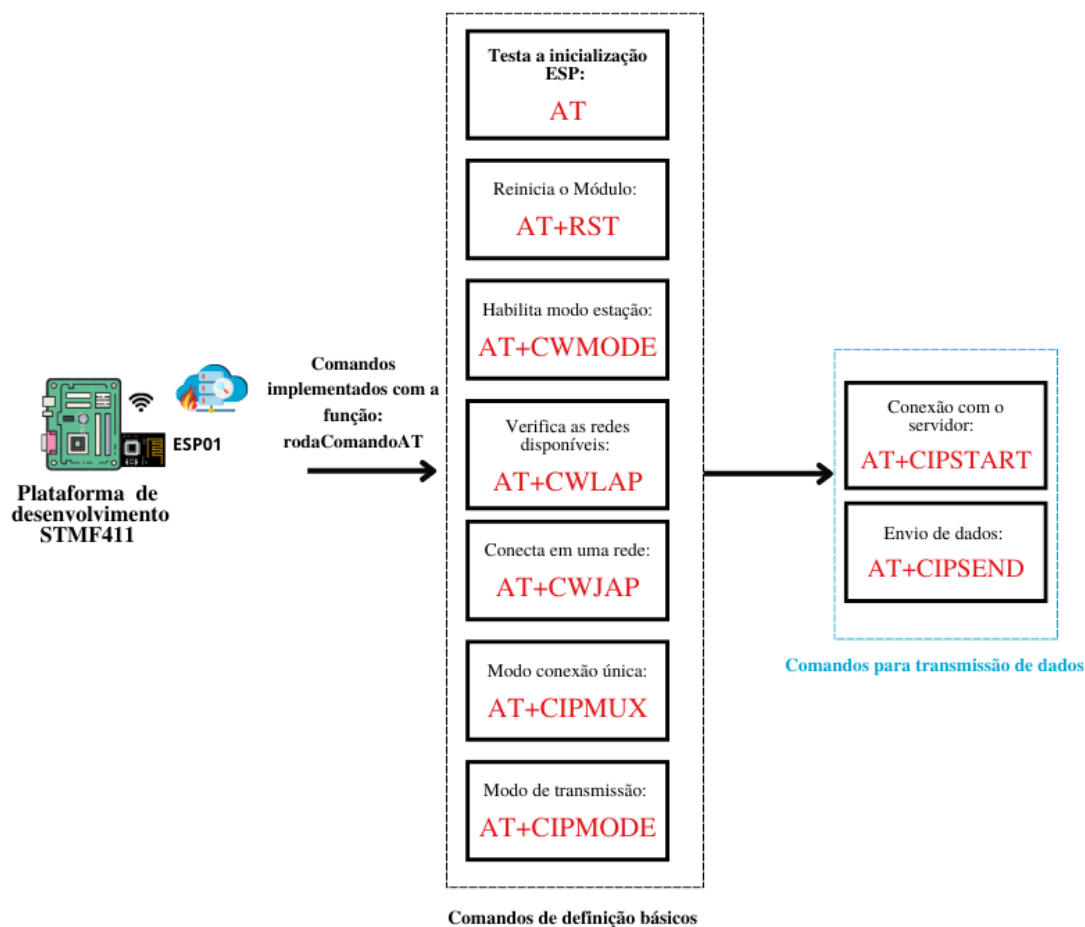 ESP01
Plataforma de
desenvolvimento
STMF411
Comandos
implementados com a
função:
rodaComandoAT
Testa a inicialização
ESP:
AT
Reinicia o Módulo:
AT+RST
Habilita modo estação:
AT+CWMODE
Verifica as redes
disponíveis:
AT+CWLAP
Conecta em uma rede:
AT+CWJAP
Modo conexão única:
AT+CIPMUX
Modo de transmissão:
AT+CIPMODE
Comandos de definição básicos
Conexão com o
servidor:
AT+CIPSTART
Envio de dados:
AT+CIPSEND
Comandos para transmissão de dados